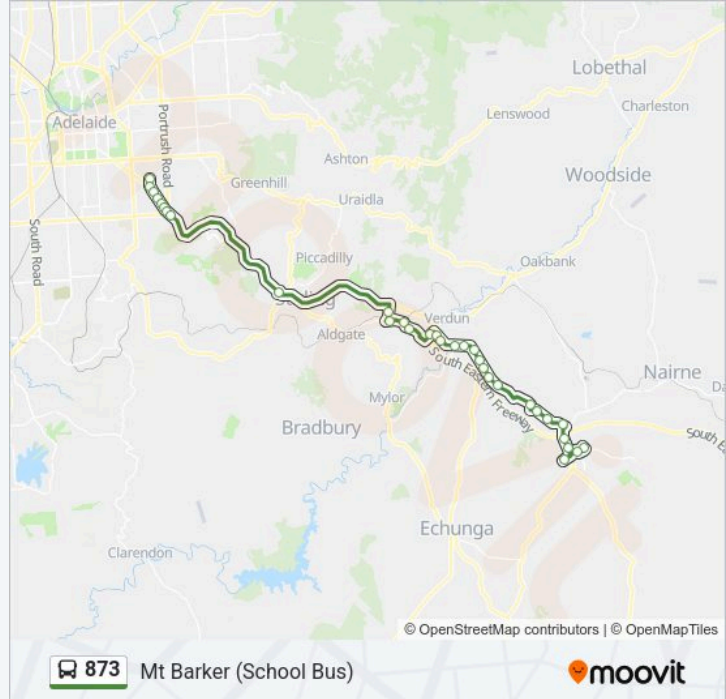 Lobethal
Charleston
Adelaide
Portrush Road
Lenswood
Ashton
Woodside
Greenhill
Uraidla
South Road
Piccadilly
Oakbank
Verdun
Aldgate
South Eastern Freeway
Nairne
Mylor
Bradbury
Echunga
Clarendon
© OpenStreetMap contributors | © OpenMapTiles
873 Mt Barker (School Bus)
moovit